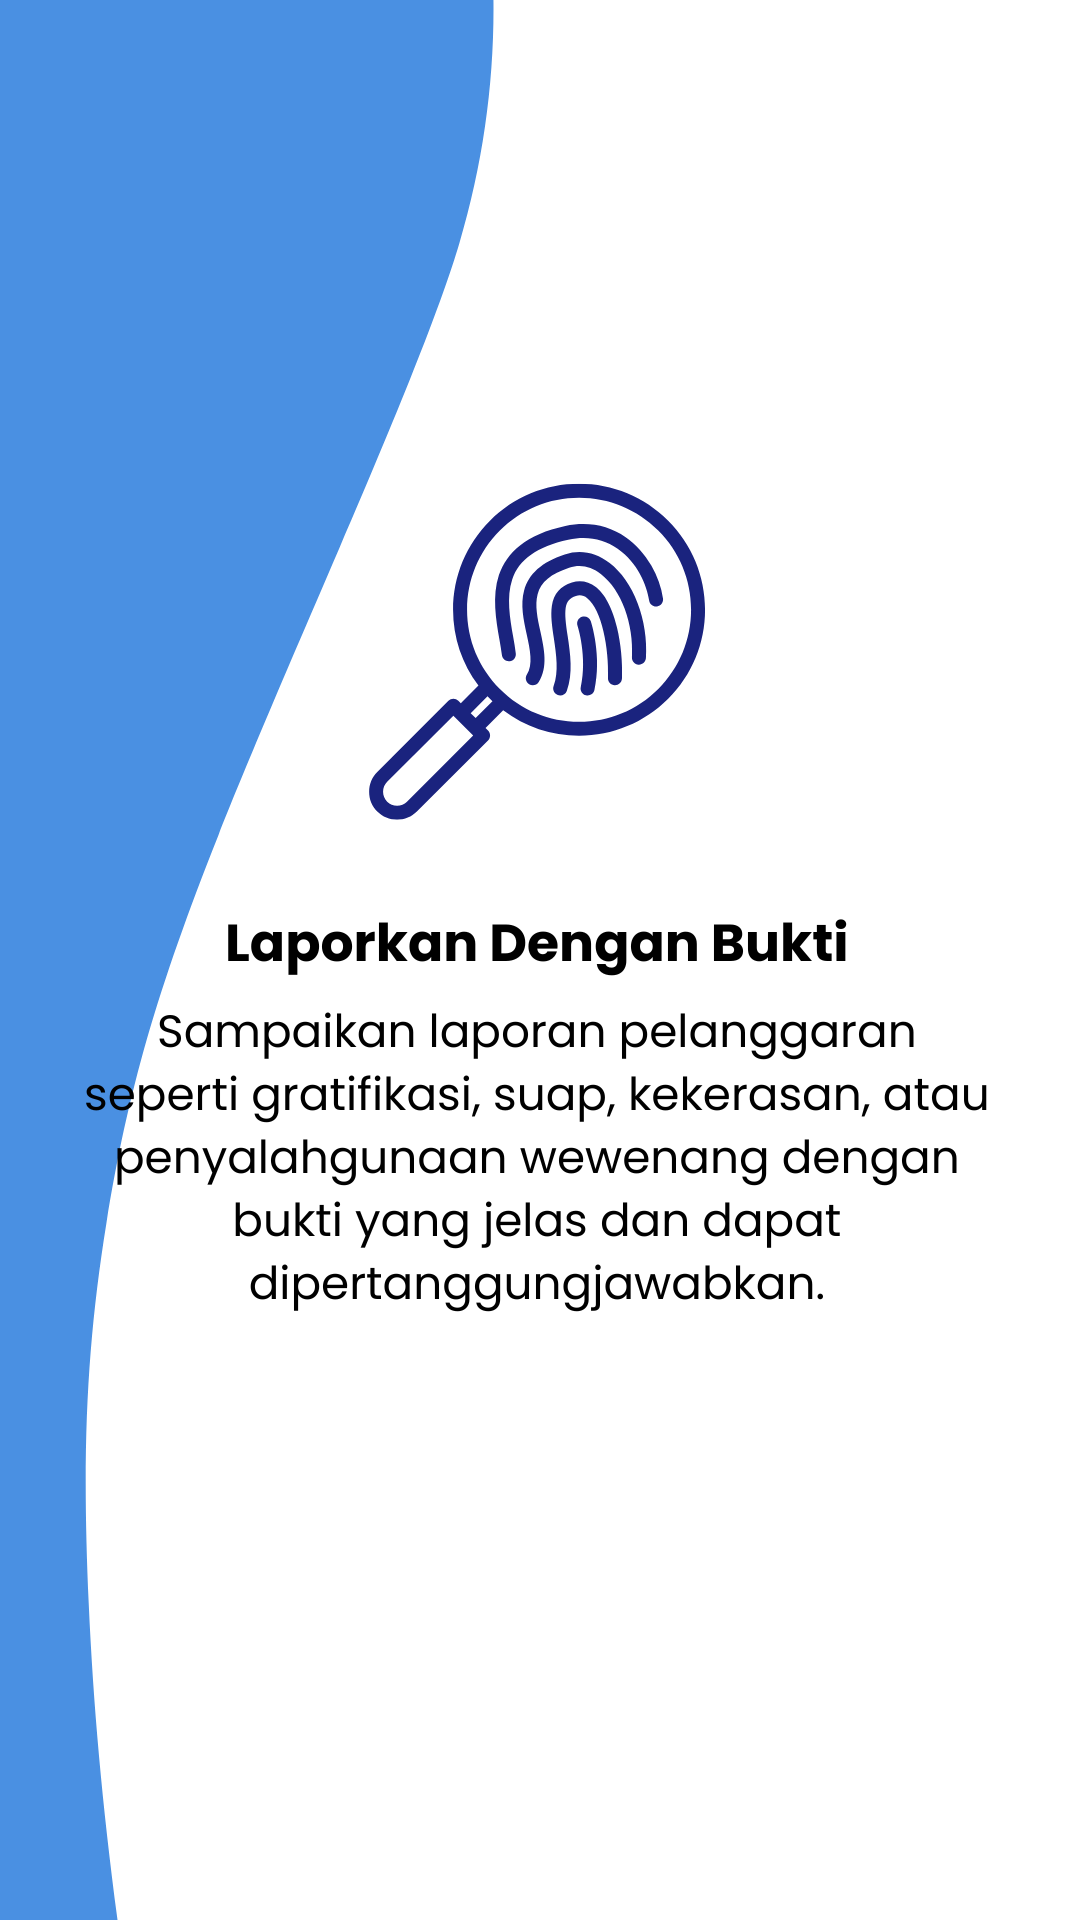 Laporkan Dengan Bukti
Sampaikan laporan pelanggaran
seperti gratifikasi, suap, kekerasan, atau
penyalahgunaan wewenang dengan
bukti yang jelas dan dapat
dipertanggungjawabkan.